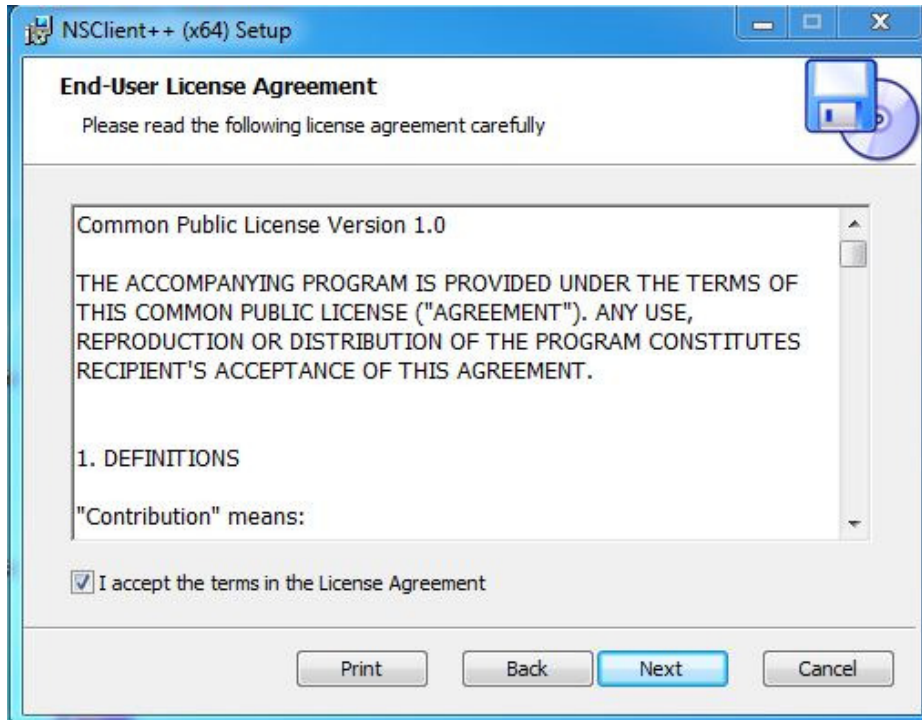 NSClient++ (x64) Setup
End-User License Agreement
Please read the following license agreement carefully
Common Public License Version 1.0
THE ACCOMPANYING PROGRAM IS PROVIDED UNDER THE TERMS OF
THIS COMMON PUBLIC LICENSE ("AGREEMENT"). ANY USE,
REPRODUCTION OR DISTRIBUTION OF THE PROGRAM CONSTITUTES
RECIPIENT'S ACCEPTANCE OF THIS AGREEMENT.
1. DEFINITIONS
"Contribution" means:
I accept the terms in the License Agreement
Print Back Next Cancel